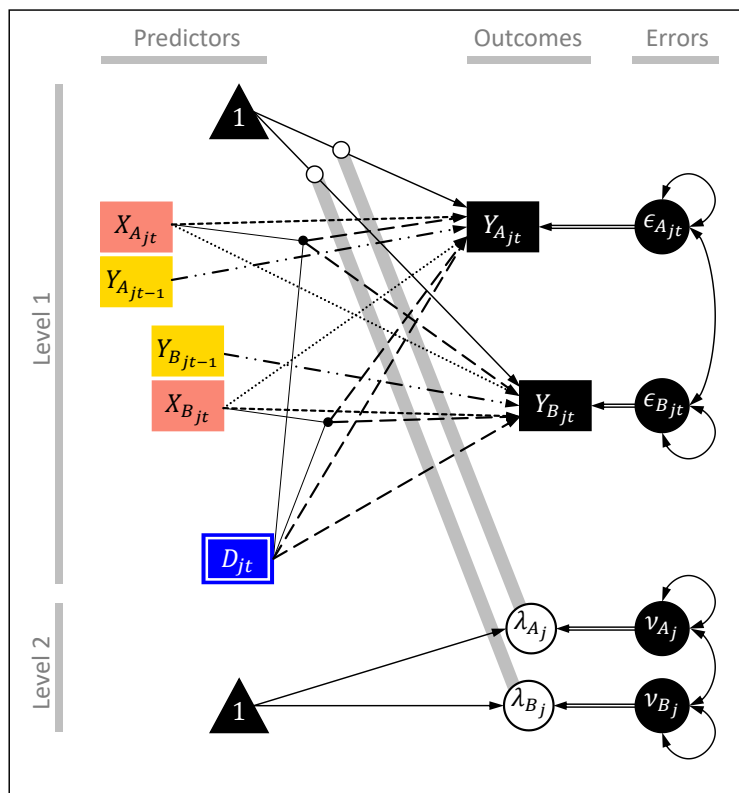 Predictors
Outcomes
Errors
Level 1
1
X_{A_{jt}}
Y_{A_{jt}}
ϵ_{A_{jt}}
Y_{A_{jt−1}}
Y_{B_{jt−1}}
X_{B_{jt}}
Y_{B_{jt}}
ϵ_{B_{jt}}
D_{jt}
Level 2
λ_{A_j}
ν_{A_j}
1
λ_{B_j}
ν_{B_j}